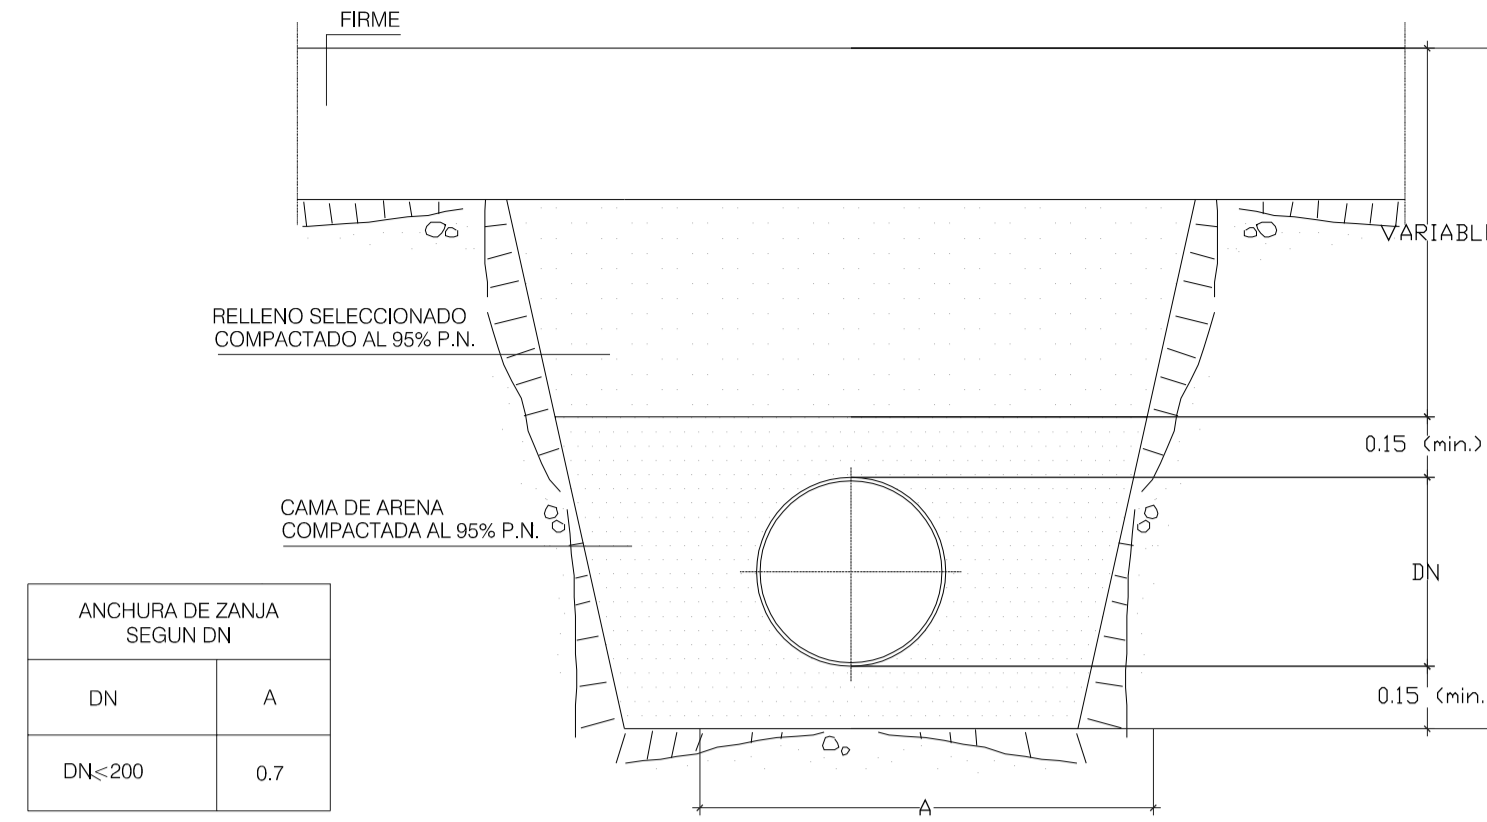 FIRME
VARIABLE
RELLENO SELECCIONADO
COMPACTADO AL 95% P.N.
0.15 (min.)
CAMA DE ARENA
COMPACTADA AL 95% P.N.
DN
ANCHURA DE ZANJA
SEGUN DN
DN A
DN≤200 0.7
0.15 (min.
A